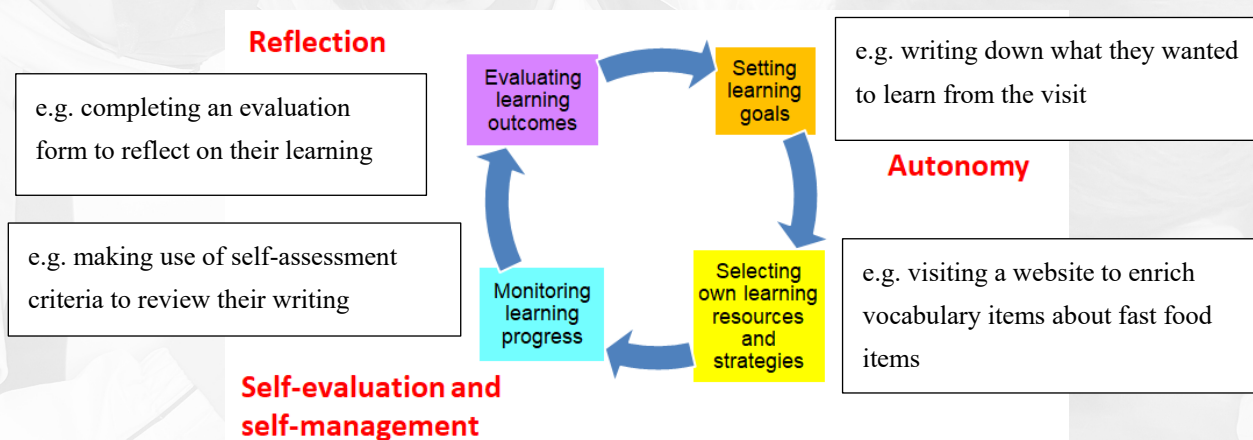 Reflection
e.g. completing an evaluation
form to reflect on their learning
Evaluating
learning
outcomes
Setting
learning
goals
e.g. writing down what they wanted
to learn from the visit
Autonomy
e.g. making use of self-assessment
criteria to review their writing
Monitoring
learning
progress
Selecting
own learning
resources
and
strategies
e.g. visiting a website to enrich
vocabulary items about fast food
items
Self-evaluation and
self-management